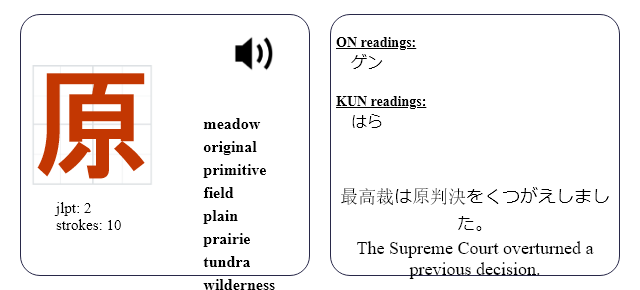 原
jlpt: 2
strokes: 10
meadow
original
primitive
field
plain
prairie
tundra
wilderness
ON readings:
ゲン
KUN readings:
はら
最高裁は原判決をくつがえしまし
た。
The Supreme Court overturned a
previous decision.